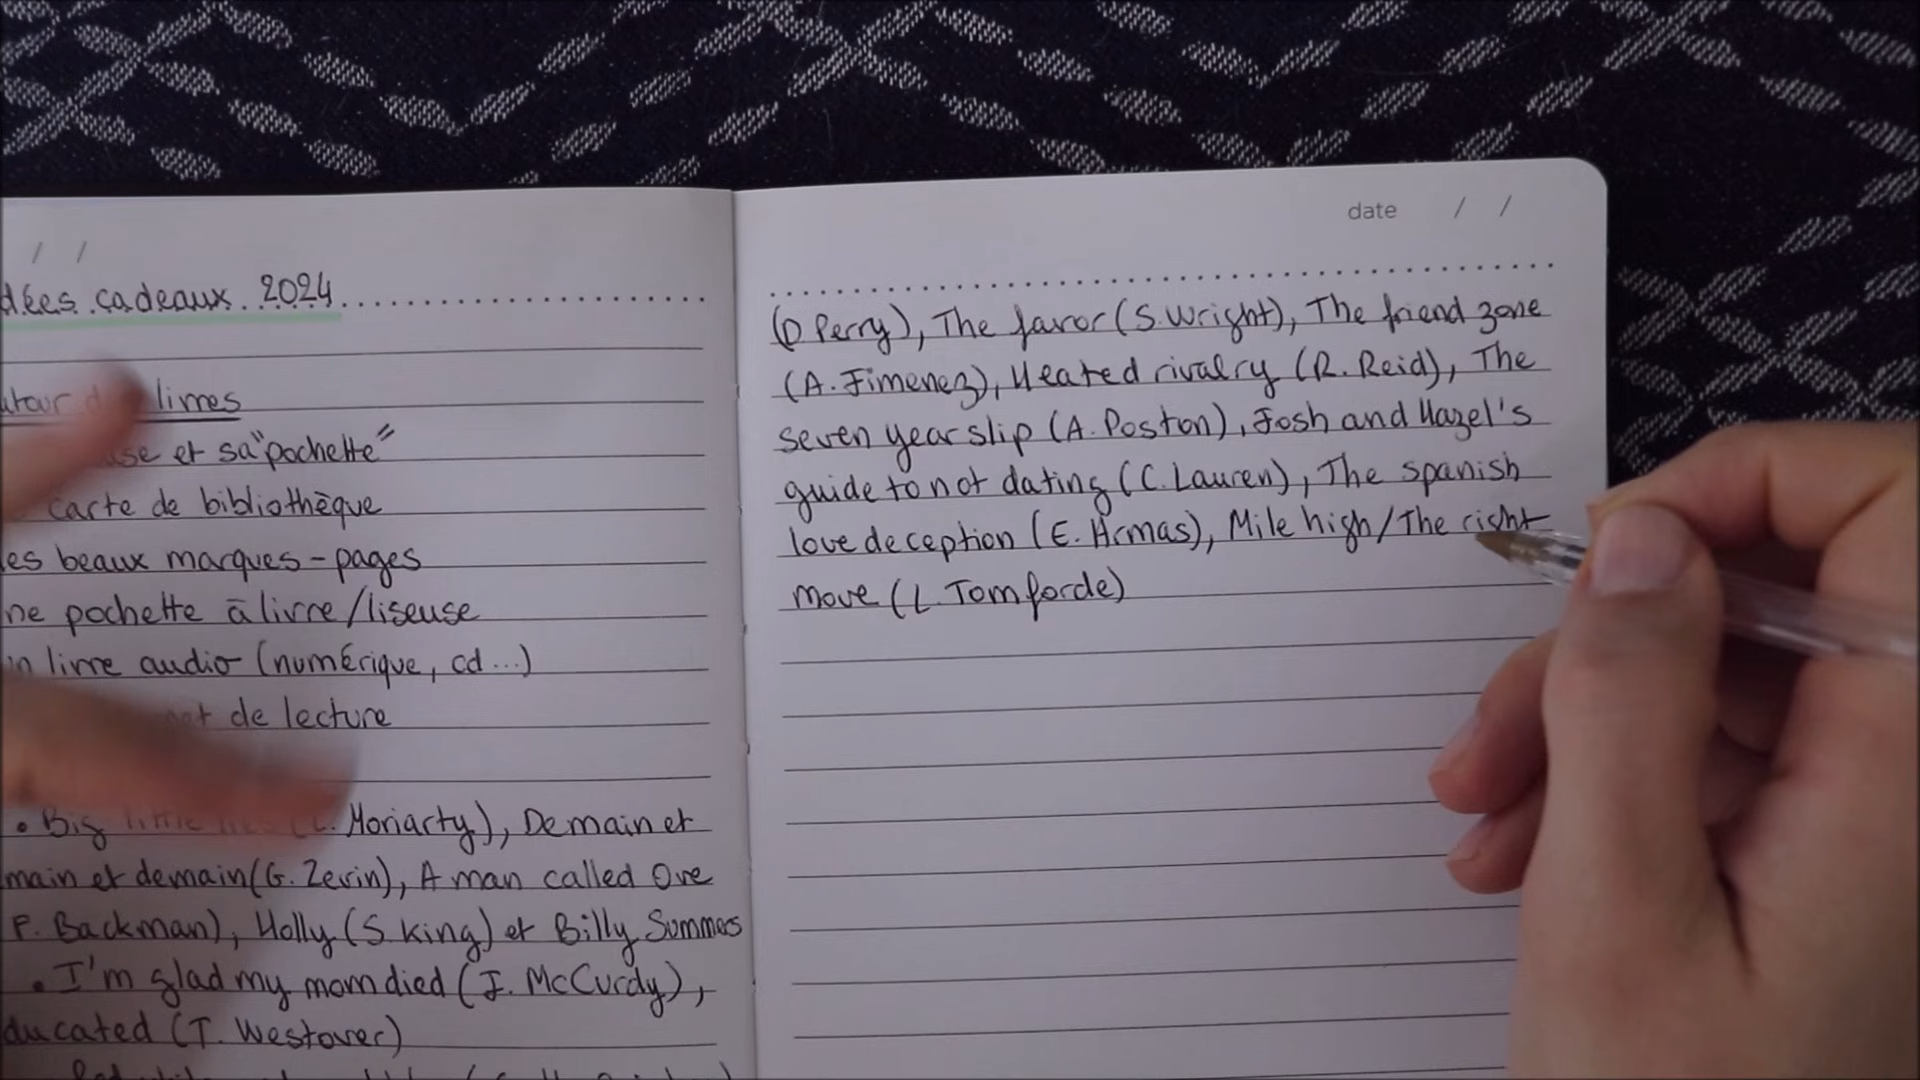 / /
dées cadeaux 2024
livres
et sa "pochette"
carte de bibliothèque
es beaux marques-pages
ne pochette à livre/liseuse
n livre audio (numérique, cd...)
de lecture
• Big Moriarty), Demain et
main et demain (G. Zevin), A man called Ove
F. Backman), Holly (S. King) et Billy Summers
• I'm glad my mom died (J. McCurdy),
ducated (T. Westover)
date / /
(D Perry), The favor (S. Wright), The friend zone
(A. Jimenez), Heated rivalry (R. Reid), The
seven year slip (A. Poston), Josh and Hazel's
guide to not dating (C. Lauren), The spanish
love deception (E. Armas), Mile high/The right
move (L. Tomforde)